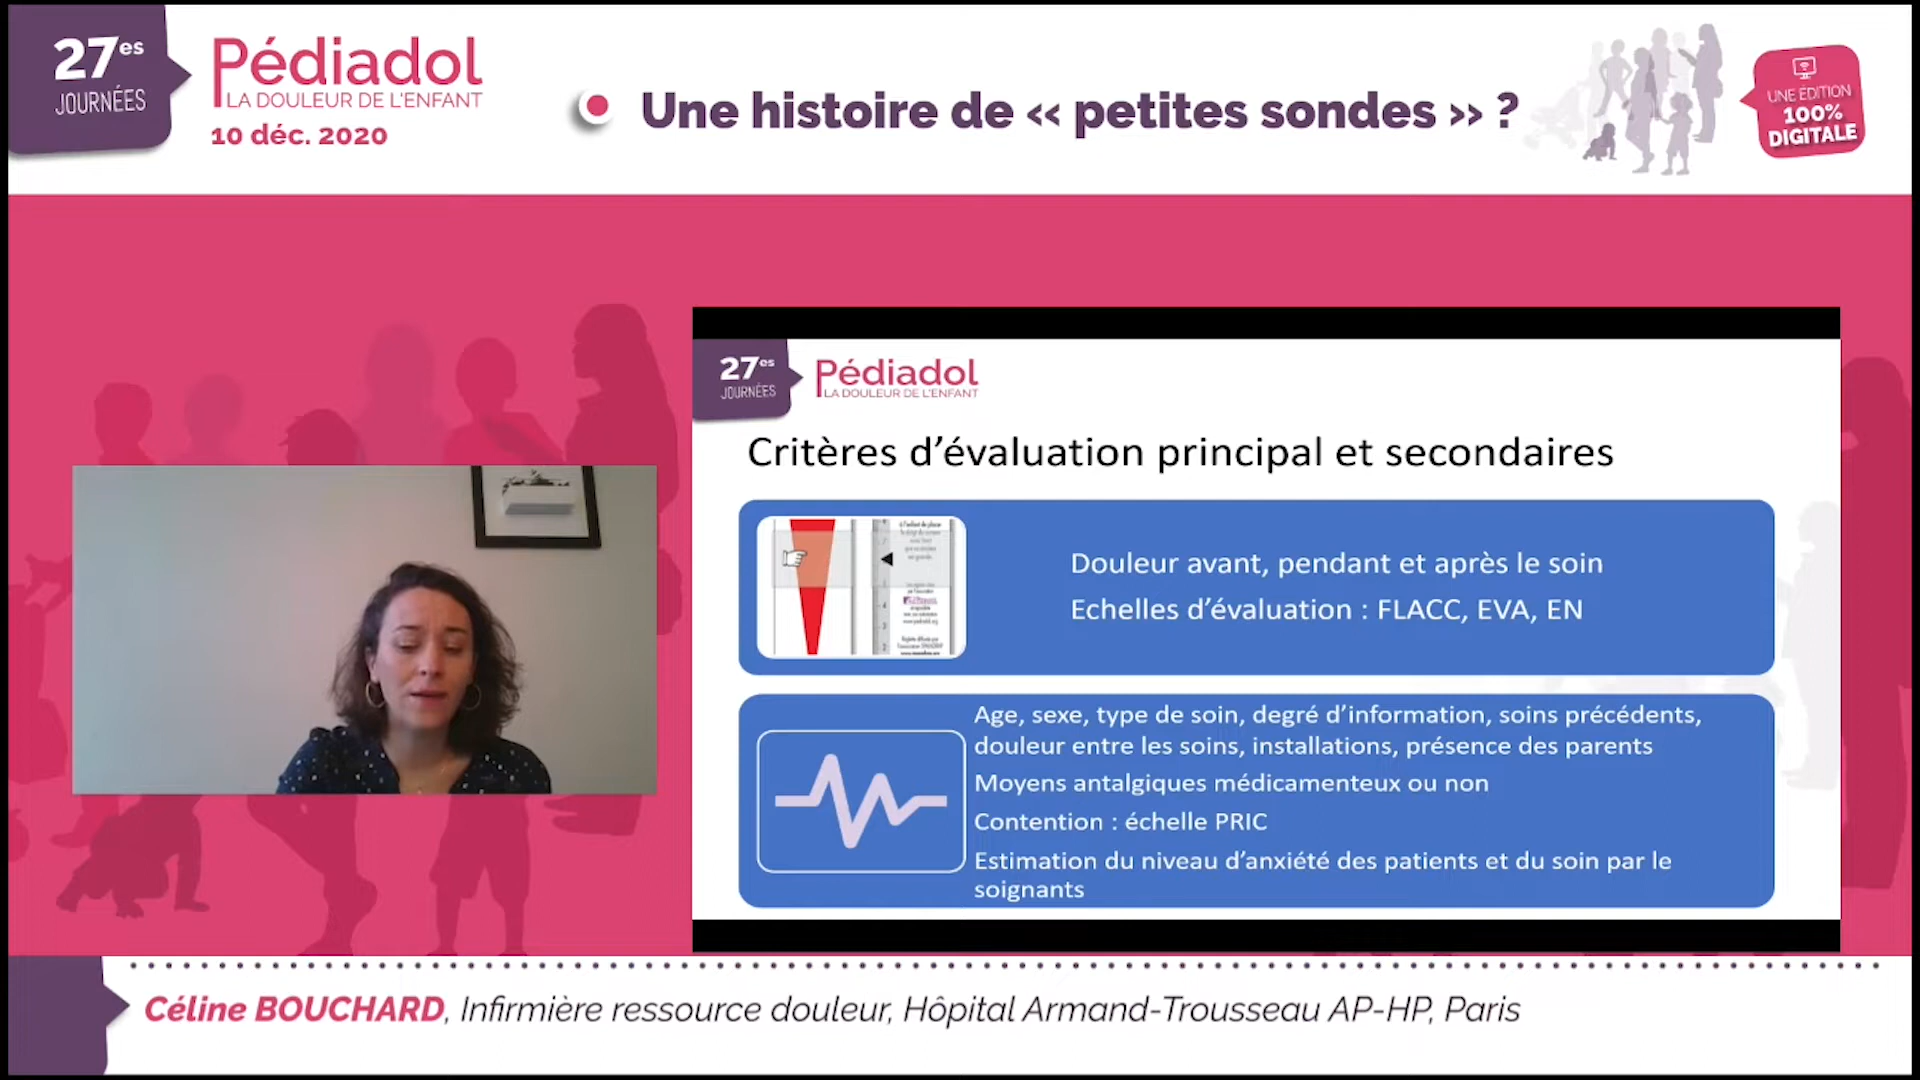 27es
JOURNÉES
Pédiadol
LA DOULEUR DE L'ENFANT
10 déc. 2020
Une histoire de « petites sondes » ?
UNE ÉDITION
100%
DIGITALE
27es
JOURNÉES
Pédiadol
LA DOULEUR DE L'ENFANT
Critères d'évaluation principal et secondaires
Douleur avant, pendant et après le soin
Echelles d'évaluation : FLACC, EVA, EN
Age, sexe, type de soin, degré d'information, soins précédents,
douleur entre les soins, installations, présence des parents
Moyens antalgiques médicamenteux ou non
Contention : échelle PRIC
Estimation du niveau d'anxiété des patients et du soin par le
soignants
Céline BOUCHARD, Infirmière ressource douleur, Hôpital Armand-Trousseau AP-HP, Paris